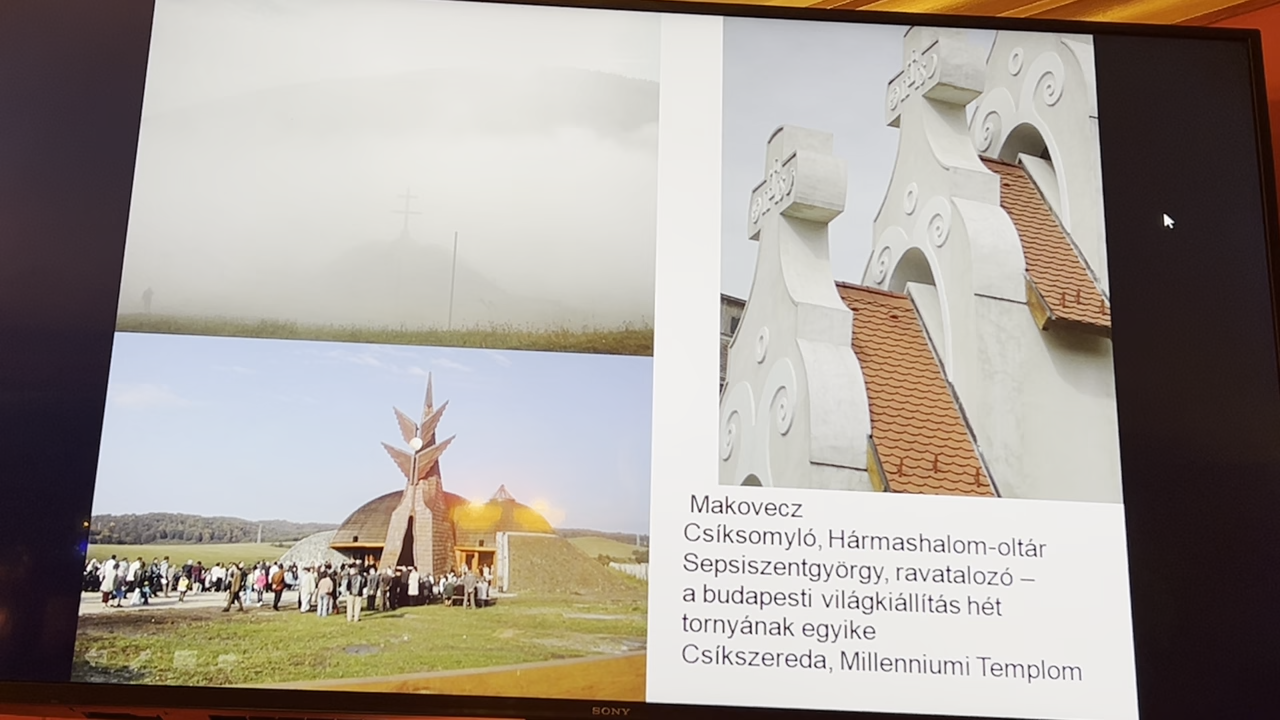 Makovecz
Csíksomyló, Hármashalom-oltár
Sepsiszentgyörgy, ravatalozó –
a budapesti világkiállítás hét
tornyának egyike
Csíkszereda, Millenniumi Templom
SONY